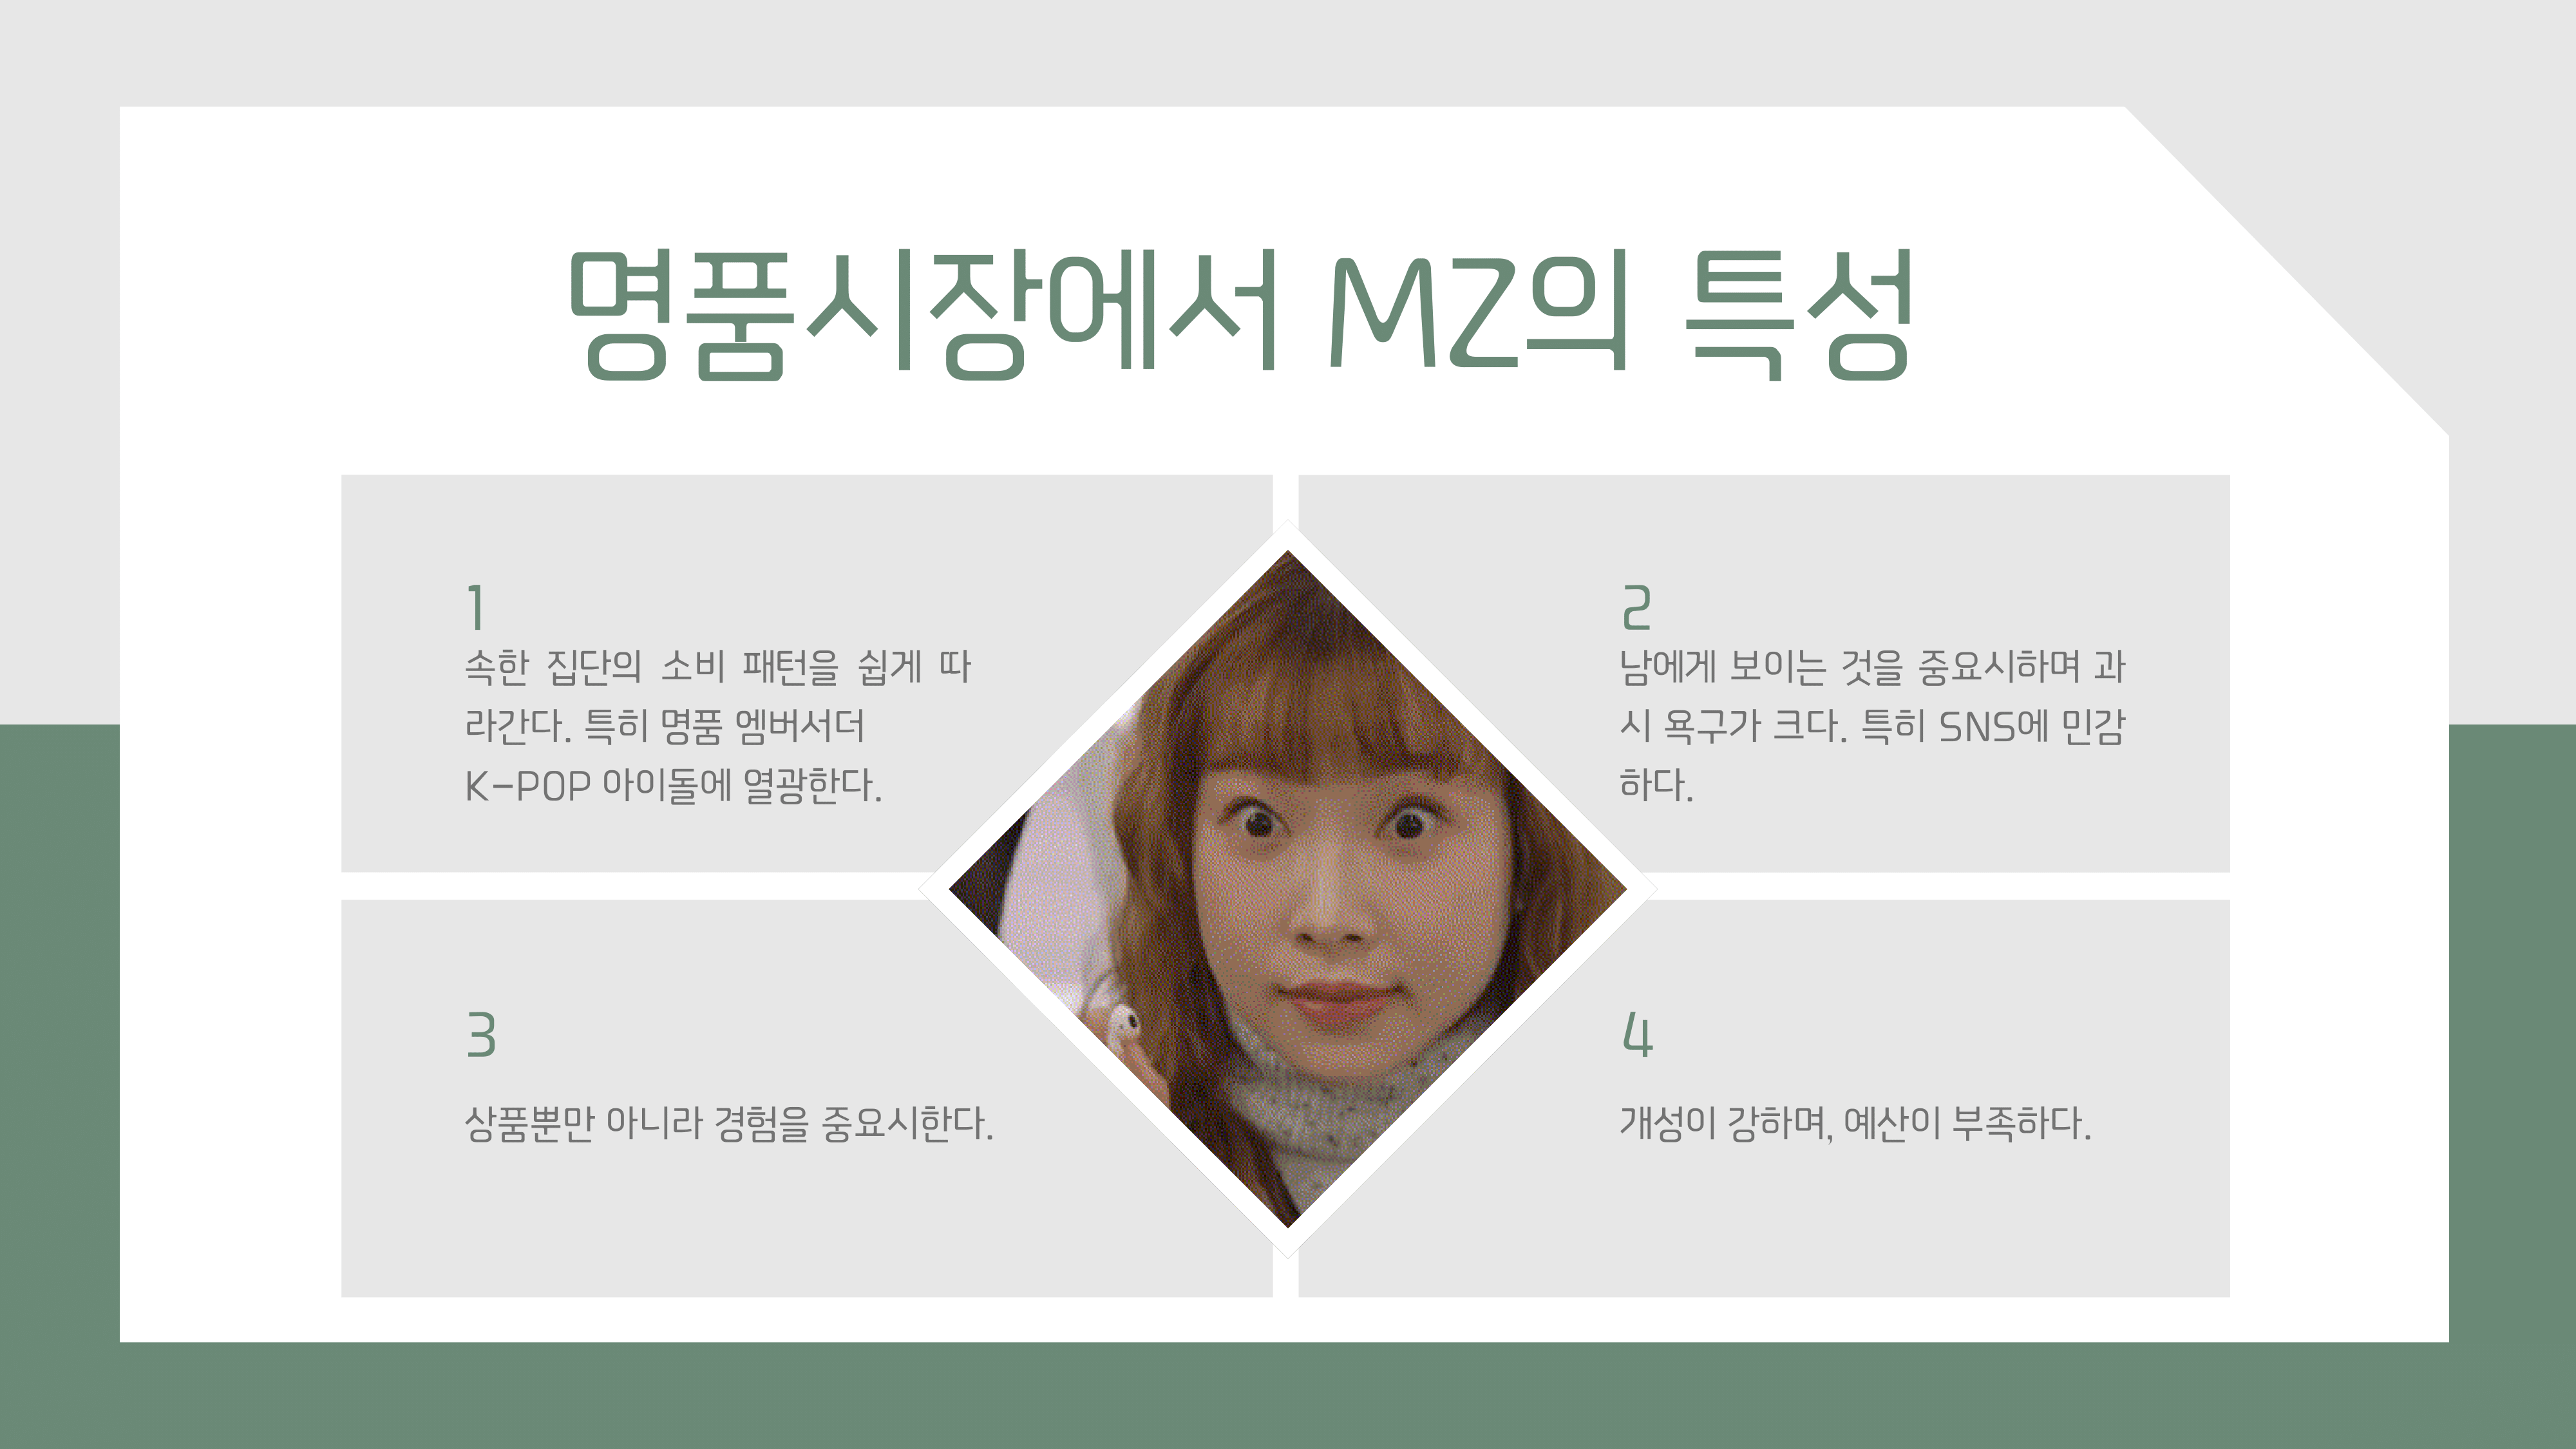 명품시장에서 MZ의 특성
1
속한 집단의 소비 패턴을 쉽게 따
라간다. 특히 명품 엠버서더
K-POP 아이돌에 열광한다.
2
남에게 보이는 것을 중요시하며 과
시 욕구가 크다. 특히 SNS에 민감
하다.
3
상품뿐만 아니라 경험을 중요시한다.
4
개성이 강하며, 예산이 부족하다.